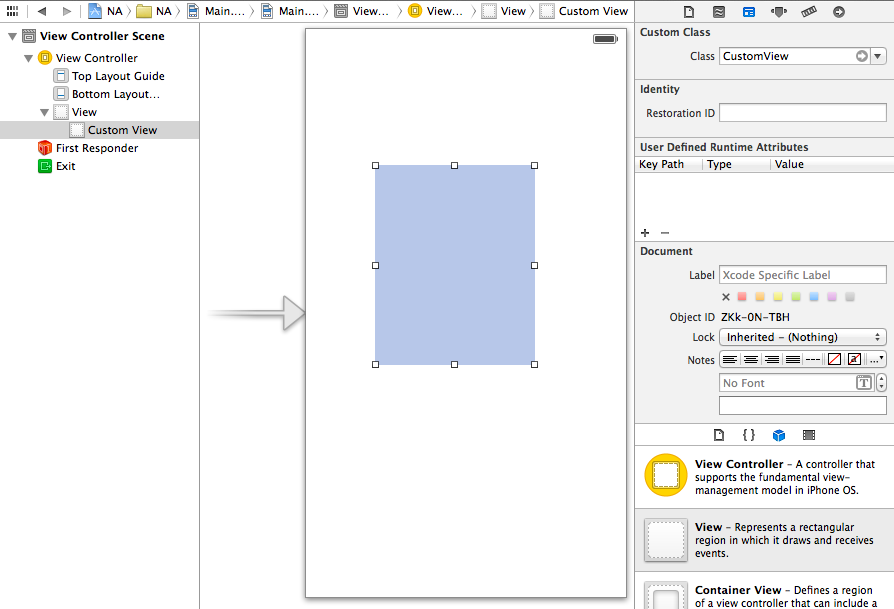 NA
NA
Main....
Main....
View...
View...
View
Custom View
View Controller Scene
View Controller
Top Layout Guide
Bottom Layout...
View
Custom View
First Responder
Exit
Custom Class
Class CustomView
Identity
Restoration ID
User Defined Runtime Attributes
Key Path Type Value
Document
Label Xcode Specific Label
Object ID ZKk-0N-TBH
Lock Inherited - (Nothing)
Notes
No Font T
{ }
View Controller - A controller that
supports the fundamental view-
management model in iPhone OS.
View - Represents a rectangular
region in which it draws and receives
events.
Container View - Defines a region
of a view controller that can include a